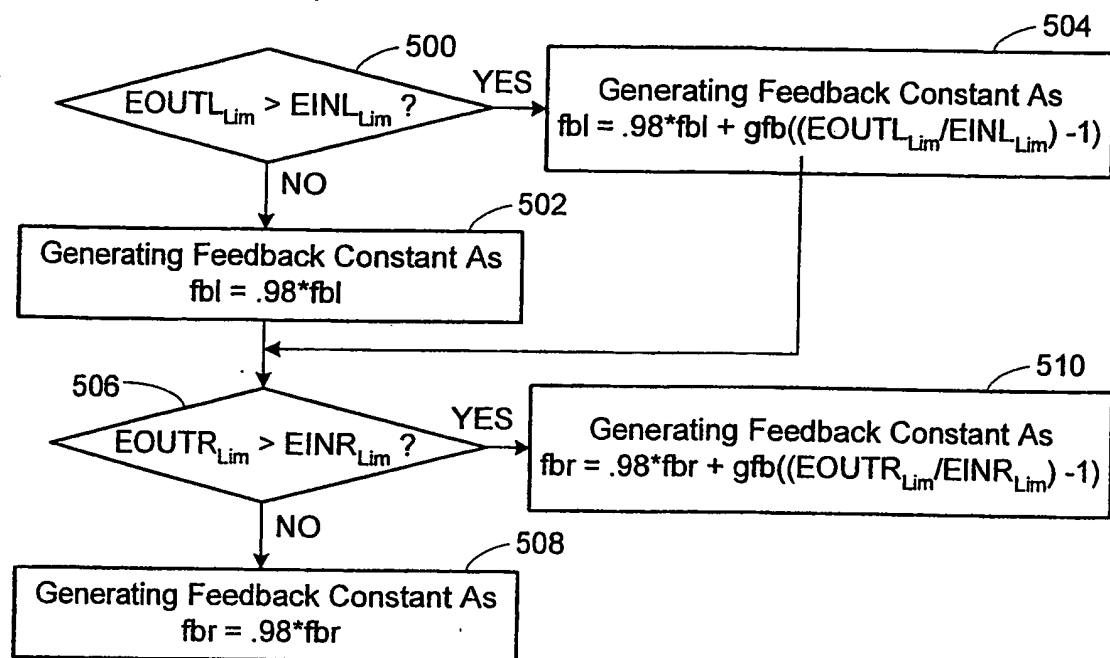 500
EOUTL_Lim > EINL_Lim ?
YES
504
Generating Feedback Constant As
fbl = .98*fbl + gfb((EOUTL_Lim/EINL_Lim) -1)
NO
502
Generating Feedback Constant As
fbl = .98*fbl
506
EOUTR_Lim > EINR_Lim ?
YES
510
Generating Feedback Constant As
fbr = .98*fbr + gfb((EOUTR_Lim/EINR_Lim) -1)
NO
508
Generating Feedback Constant As
fbr = .98*fbr